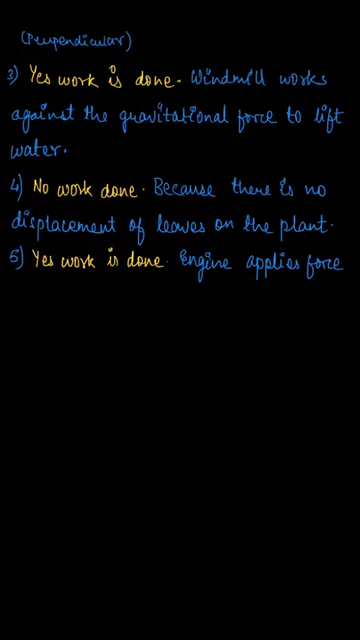 (Perpendicular)
3) Yes work is done. Windmill works
against the gravitational force to lift
water.
4) No work done. Because there is no
displacement of leaves on the plant.
5) Yes work is done. Engine applies force